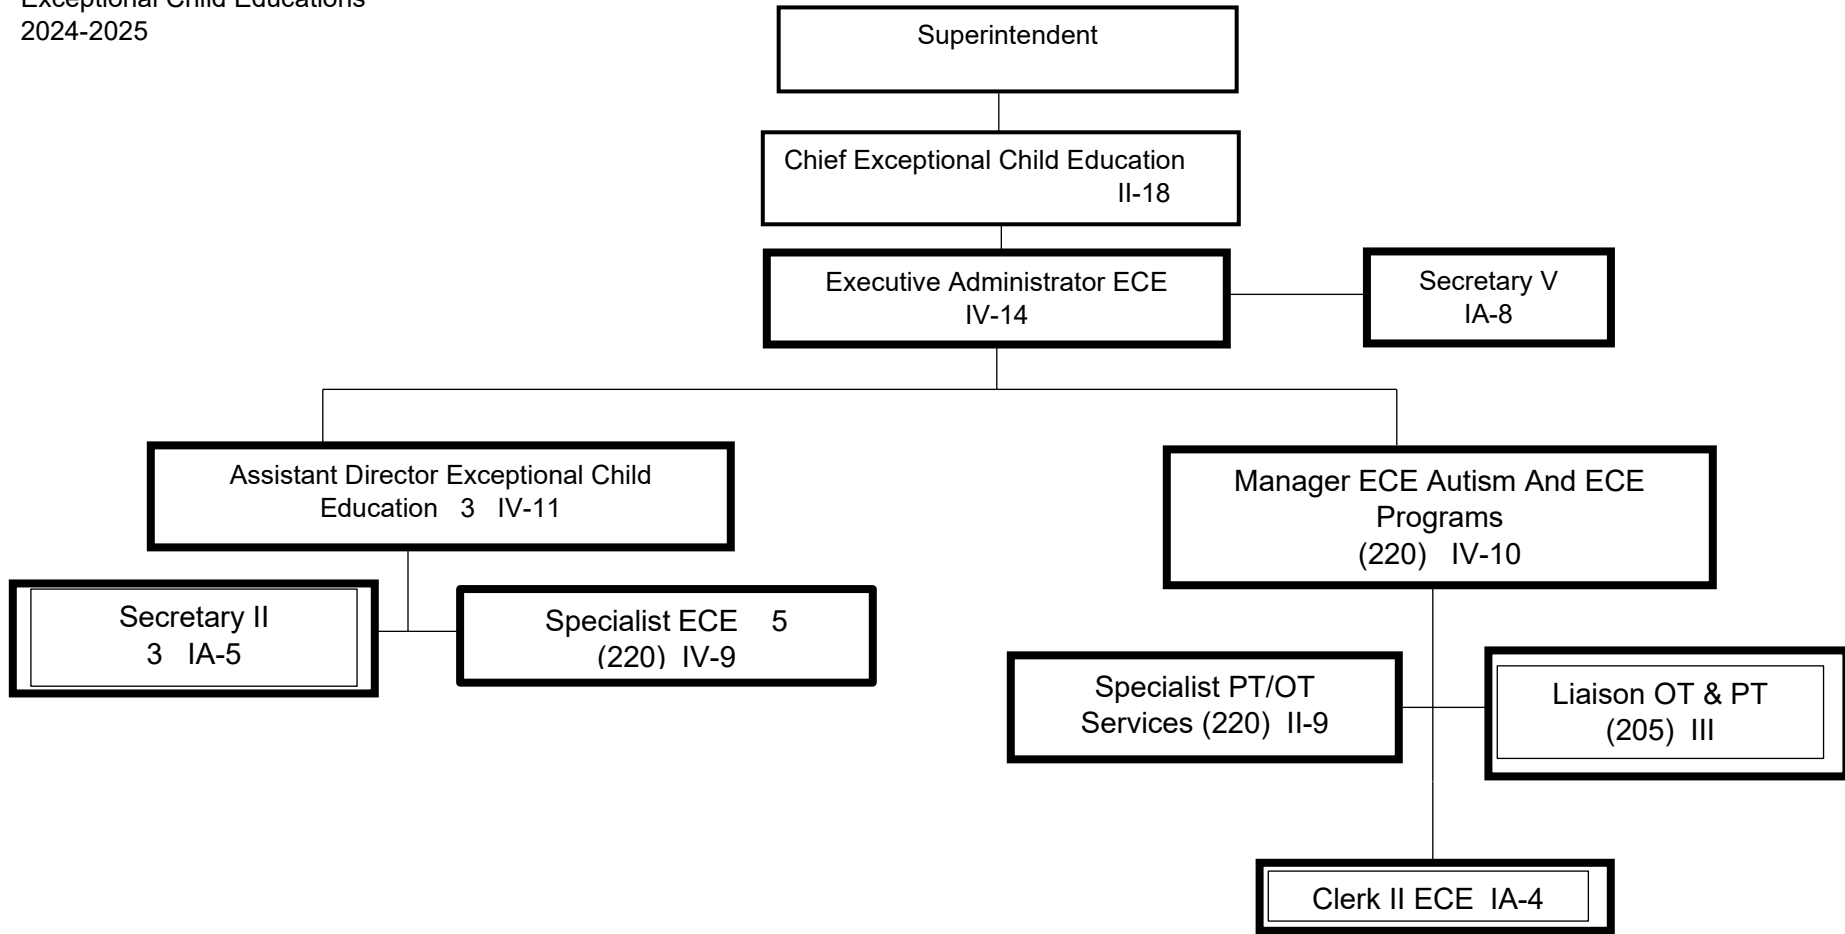 Exceptional Child Educations
2024-2025
Superintendent
Chief Exceptional Child Education
II-18
Executive Administrator ECE
IV-14
Secretary V
IA-8
Assistant Director Exceptional Child
Education 3 IV-11
Manager ECE Autism And ECE
Programs
(220) IV-10
Secretary II
3 IA-5
Specialist ECE 5
(220) IV-9
Specialist PT/OT
Services (220) II-9
Liaison OT & PT
(205) III
Clerk II ECE IA-4